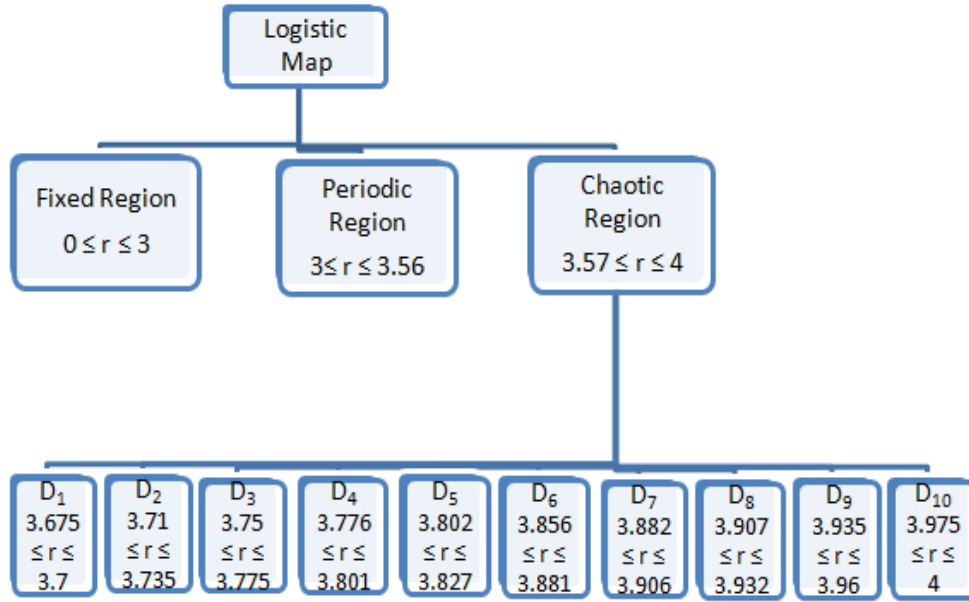 Logistic
Map
Fixed Region
0 ≤ r ≤ 3
Periodic
Region
3≤ r ≤ 3.56
Chaotic
Region
3.57 ≤ r ≤ 4
D₁
3.675
≤ r ≤
3.7
D₂
3.71
≤ r ≤
3.735
D₃
3.75
≤ r ≤
3.775
D₄
3.776
≤ r ≤
3.801
D₅
3.802
≤ r ≤
3.827
D₆
3.856
≤ r ≤
3.881
D₇
3.882
≤ r ≤
3.906
D₈
3.907
≤ r ≤
3.932
D₉
3.935
≤ r ≤
3.96
D₁₀
3.975
≤ r ≤
4